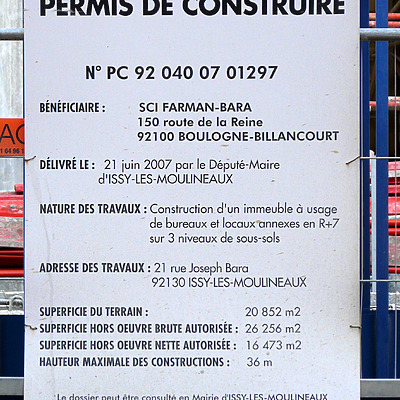 PERMIS DE CONSTRUIRE
N° PC 92 040 07 01297
BÉNÉFICIAIRE : SCI FARMAN-BARA
150 route de la Reine
92100 BOULOGNE-BILLANCOURT
DÉLIVRÉ LE : 21 juin 2007 par le Député-Maire
d'ISSY-LES-MOULINEAUX
NATURE DES TRAVAUX : Construction d'un immeuble à usage
de bureaux et locaux annexes en R+7
sur 3 niveaux de sous-sols
ADRESSE DES TRAVAUX : 21 rue Joseph Bara
92130 ISSY-LES-MOULINEAUX
SUPERFICIE DU TERRAIN : 20 852 m2
SUPERFICIE HORS OEUVRE BRUTE AUTORISÉE : 26 256 m2
SUPERFICIE HORS OEUVRE NETTE AUTORISÉE : 16 473 m2
HAUTEUR MAXIMALE DES CONSTRUCTIONS : 36 m
Le dossier peut être consulté en Mairie d'ISSY-LES-MOULINEAUX